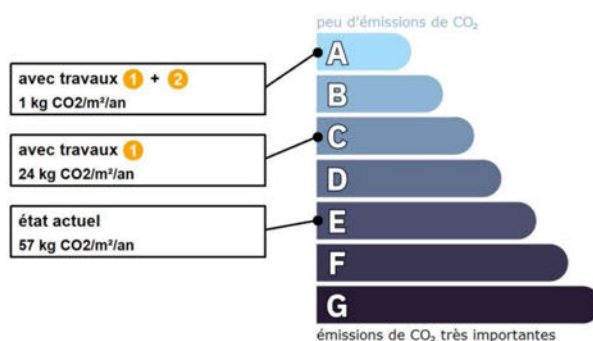 peu d'émissions de CO₂
avec travaux 1 + 2
1 kg CO2/m²/an
avec travaux 1
24 kg CO2/m²/an
état actuel
57 kg CO2/m²/an
A
B
C
D
E
F
G
émissions de CO₂ très importantes